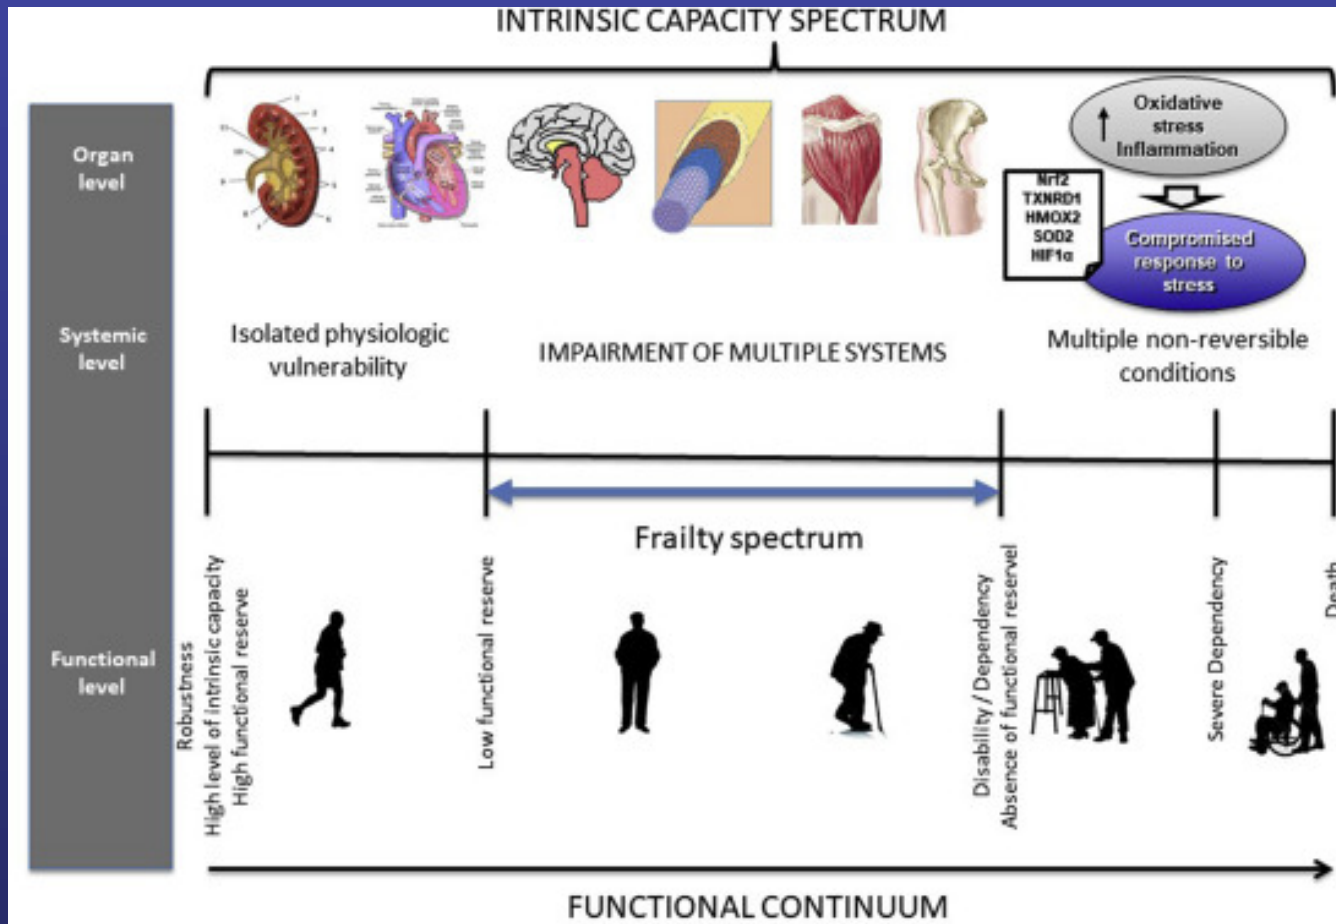 INTRINSIC CAPACITY SPECTRUM
Organ
level
Oxidative
stress
Inflammation
Nrf2
TXNRD1
HMOX2
SOD2
HIF1α
Compromised
response to
stress
Systemic
level
Isolated physiologic
vulnerability
IMPAIRMENT OF MULTIPLE SYSTEMS
Multiple non-reversible
conditions
Frailty spectrum
Functional
level
Robustness
High level of intrinsic capacity
High functional reserve
Low functional reserve
Disability / Dependency
Absence of functional reservel
Severe Dependency
Death
FUNCTIONAL CONTINUUM